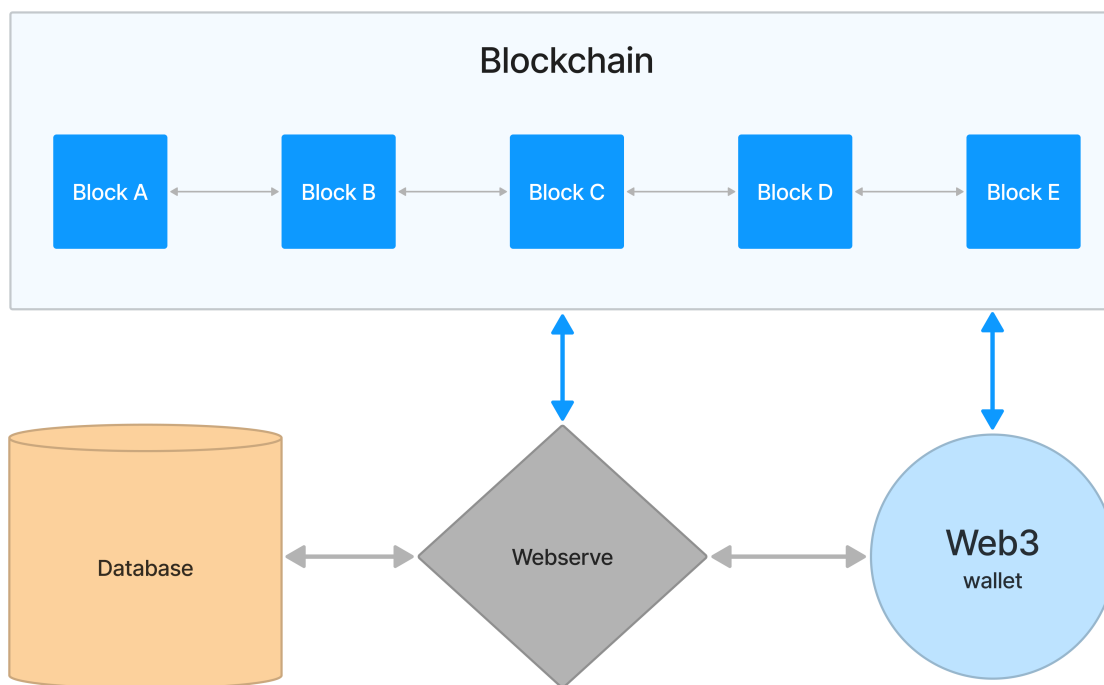 Blockchain
Block A
Block B
Block C
Block D
Block E
Database
Webserve
Web3
wallet